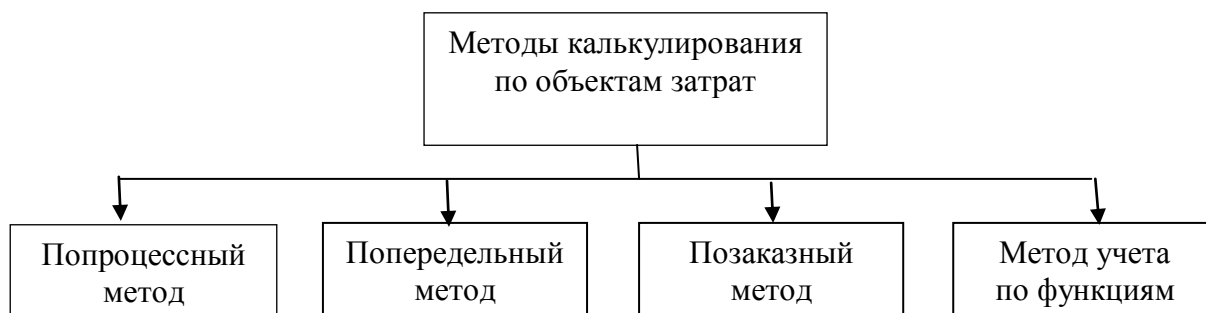 Методы калькулирования
по объектам затрат
Попроцессный
метод
Попередельный
метод
Позаказный
метод
Метод учета
по функциям